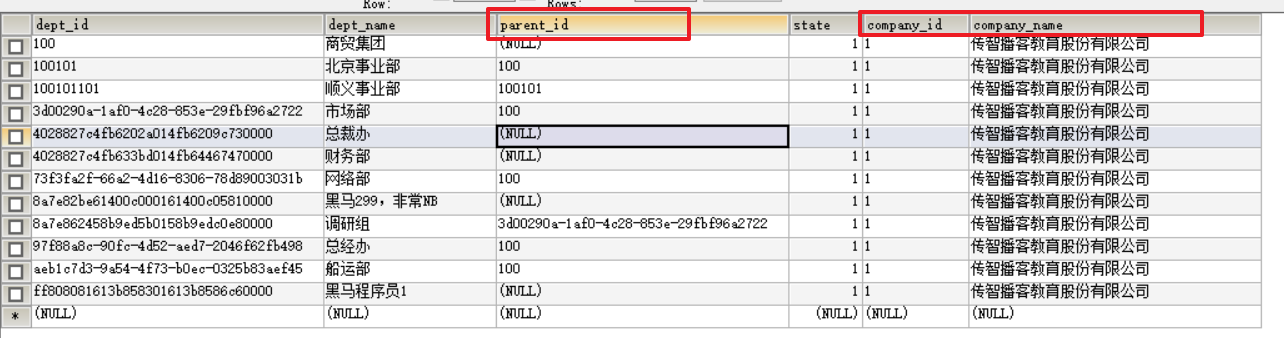 Row: Rows:
dept_id dept_name parent_id state company_id company_name
100 商贸集团 (NULL) 1 1 传智播客教育股份有限公司
100101 北京事业部 100 1 1 传智播客教育股份有限公司
100101101 顺义事业部 100101 1 1 传智播客教育股份有限公司
3d00290a-1af0-4c28-853e-29fbf96a2722 市场部 100 1 1 传智播客教育股份有限公司
4028827c4fb6202a014fb6209c730000 总裁办 (NULL) 1 1 传智播客教育股份有限公司
4028827c4fb633bd014fb64467470000 财务部 (NULL) 1 1 传智播客教育股份有限公司
73f3fa2f-66a2-4d16-8306-78d89003031b 网络部 100 1 1 传智播客教育股份有限公司
8a7e82be61400c000161400c05810000 黑马299，非常NB (NULL) 1 1 传智播客教育股份有限公司
8a7e862458b9ed5b0158b9edc0e80000 调研组 3d00290a-1af0-4c28-853e-29fbf96a2722 1 1 传智播客教育股份有限公司
97f88a8c-90fc-4d52-aed7-2046f62fb498 总经办 100 1 1 传智播客教育股份有限公司
aeb1c7d3-9a54-4f73-b0ec-0325b83aef45 船运部 100 1 1 传智播客教育股份有限公司
ff808081613b858301613b8586c60000 黑马程序员1 (NULL) 1 1 传智播客教育股份有限公司
* (NULL) (NULL) (NULL) (NULL) (NULL) (NULL)